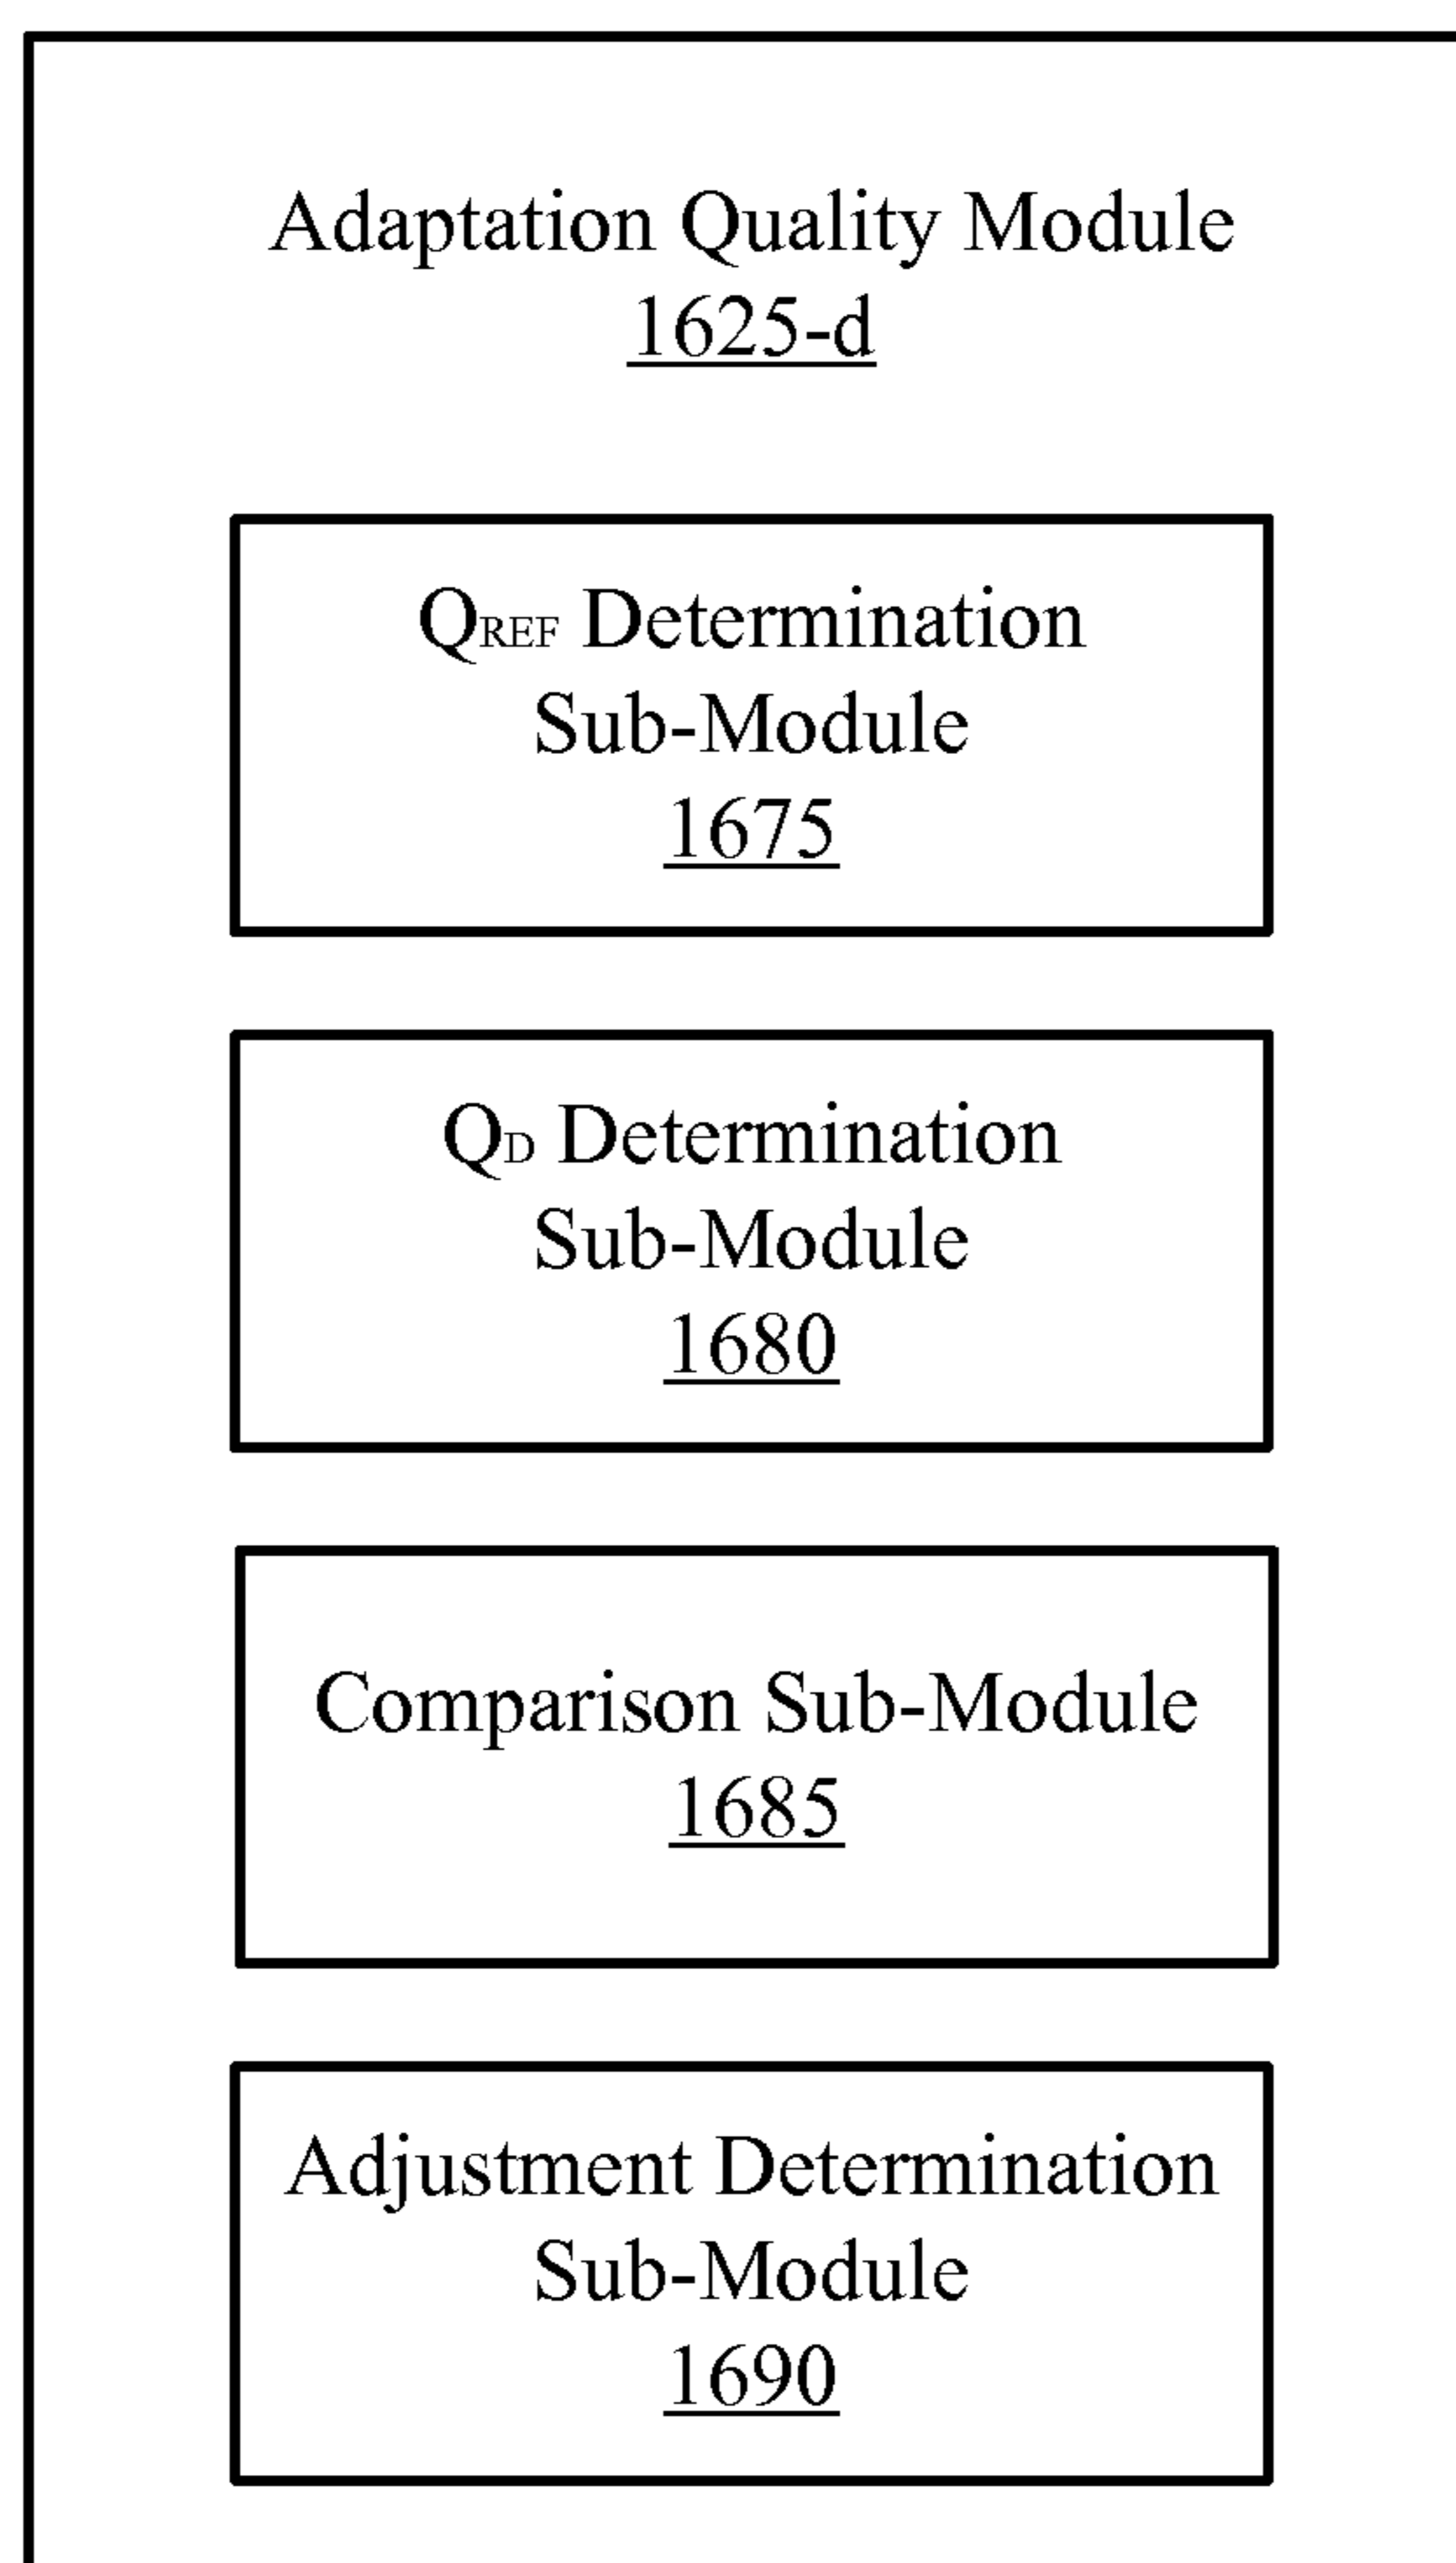 Adaptation Quality Module
1625-d
QREF Determination
Sub-Module
1675
QD Determination
Sub-Module
1680
Comparison Sub-Module
1685
Adjustment Determination
Sub-Module
1690